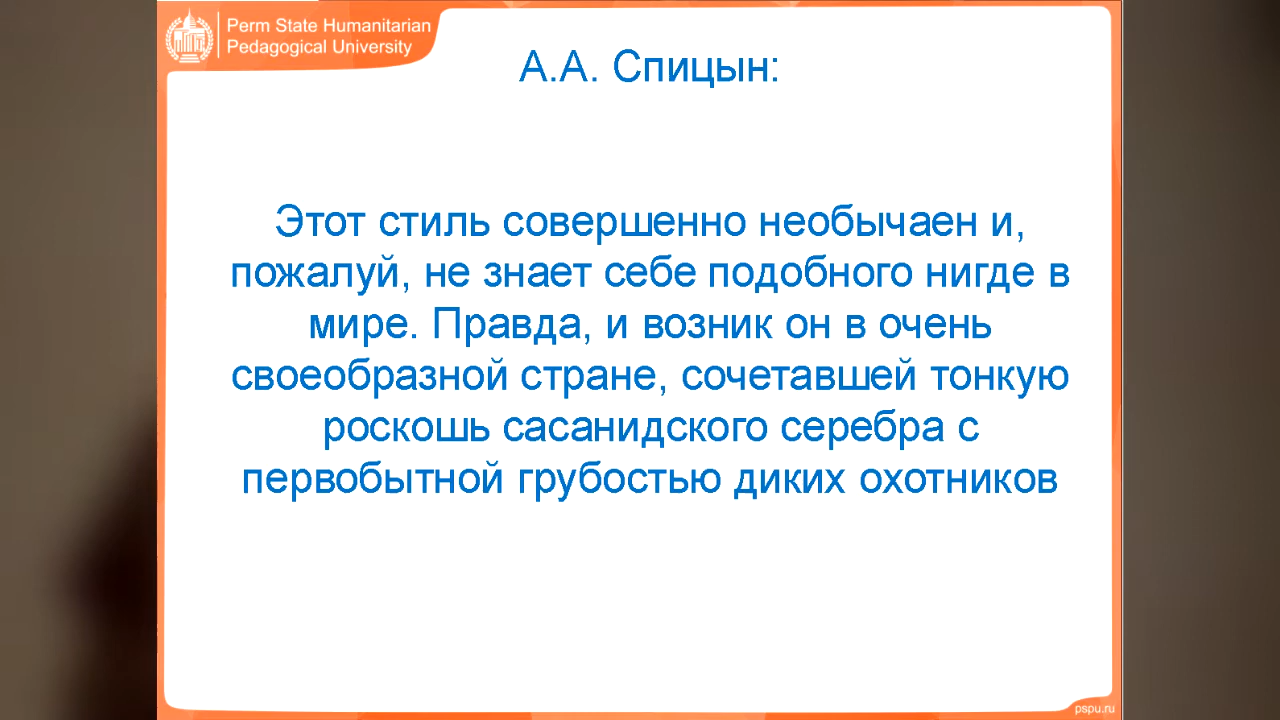 Perm State Humanitarian
Pedagogical University
А.А. Спицын:
Этот стиль совершенно необычаен и,
пожалуй, не знает себе подобного нигде в
мире. Правда, и возник он в очень
своеобразной стране, сочетавшей тонкую
роскошь сасанидского серебра с
первобытной грубостью диких охотников
pspu.ru